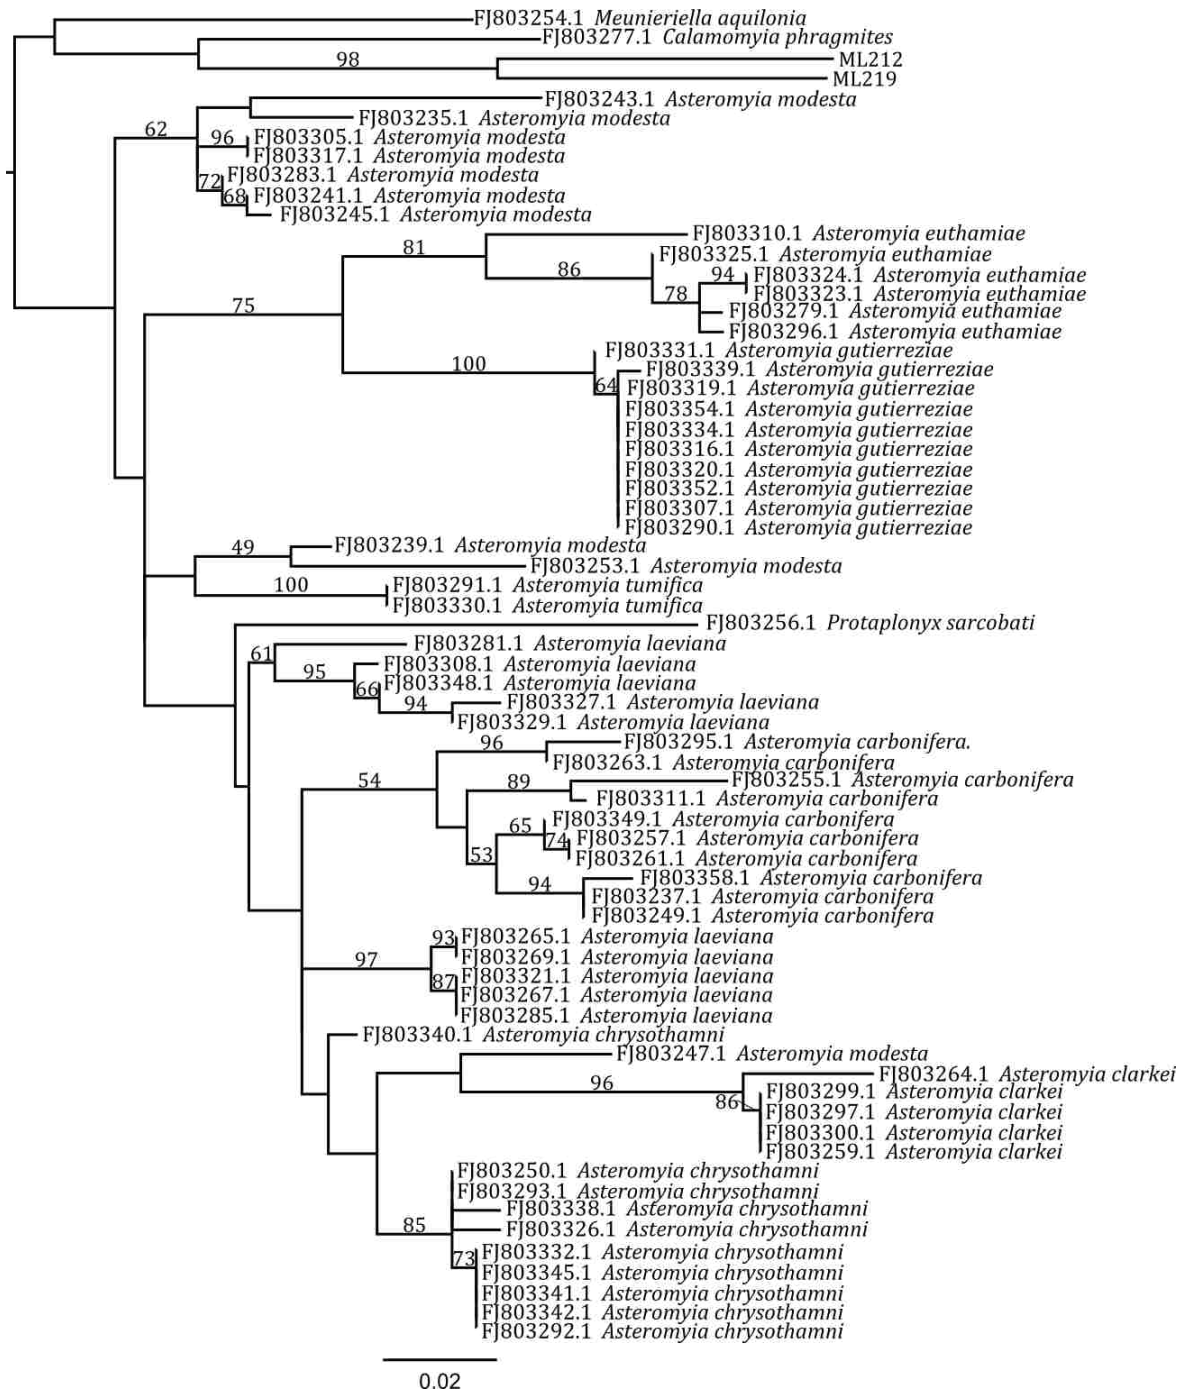 FJ803254.1 Meunieriella aquilonia
FJ803277.1 Calamomyia phragmites
98
ML212
ML219
FJ803243.1 Asteromyia modesta
FJ803235.1 Asteromyia modesta
62
96
FJ803305.1 Asteromyia modesta
FJ803317.1 Asteromyia modesta
72
FJ803283.1 Asteromyia modesta
68
FJ803241.1 Asteromyia modesta
FJ803245.1 Asteromyia modesta
81
FJ803310.1 Asteromyia euthamiae
FJ803325.1 Asteromyia euthamiae
86
94
FJ803324.1 Asteromyia euthamiae
78
FJ803323.1 Asteromyia euthamiae
75
FJ803279.1 Asteromyia euthamiae
FJ803296.1 Asteromyia euthamiae
FJ803331.1 Asteromyia gutierreziae
100
FJ803339.1 Asteromyia gutierreziae
64
FJ803319.1 Asteromyia gutierreziae
FJ803354.1 Asteromyia gutierreziae
FJ803334.1 Asteromyia gutierreziae
FJ803316.1 Asteromyia gutierreziae
FJ803320.1 Asteromyia gutierreziae
FJ803352.1 Asteromyia gutierreziae
FJ803307.1 Asteromyia gutierreziae
FJ803290.1 Asteromyia gutierreziae
49
FJ803239.1 Asteromyia modesta
FJ803253.1 Asteromyia modesta
100
FJ803291.1 Asteromyia tumifica
FJ803330.1 Asteromyia tumifica
FJ803256.1 Protaplonyx sarcobati
61
FJ803281.1 Asteromyia laeviana
95
FJ803308.1 Asteromyia laeviana
66
FJ803348.1 Asteromyia laeviana
94
FJ803327.1 Asteromyia laeviana
FJ803329.1 Asteromyia laeviana
96
FJ803295.1 Asteromyia carbonifera.
FJ803263.1 Asteromyia carbonifera
54
89
FJ803255.1 Asteromyia carbonifera
FJ803311.1 Asteromyia carbonifera
65
FJ803349.1 Asteromyia carbonifera
74
FJ803257.1 Asteromyia carbonifera
53
FJ803261.1 Asteromyia carbonifera
94
FJ803358.1 Asteromyia carbonifera
FJ803237.1 Asteromyia carbonifera
FJ803249.1 Asteromyia carbonifera
93
FJ803265.1 Asteromyia laeviana
97
FJ803269.1 Asteromyia laeviana
87
FJ803321.1 Asteromyia laeviana
FJ803267.1 Asteromyia laeviana
FJ803285.1 Asteromyia laeviana
FJ803340.1 Asteromyia chrysothamni
FJ803247.1 Asteromyia modesta
96
FJ803264.1 Asteromyia clarkei
86
FJ803299.1 Asteromyia clarkei
FJ803297.1 Asteromyia clarkei
FJ803300.1 Asteromyia clarkei
FJ803259.1 Asteromyia clarkei
FJ803250.1 Asteromyia chrysothamni
FJ803293.1 Asteromyia chrysothamni
FJ803338.1 Asteromyia chrysothamni
85
FJ803326.1 Asteromyia chrysothamni
73
FJ803332.1 Asteromyia chrysothamni
FJ803345.1 Asteromyia chrysothamni
FJ803341.1 Asteromyia chrysothamni
FJ803342.1 Asteromyia chrysothamni
FJ803292.1 Asteromyia chrysothamni
0.02